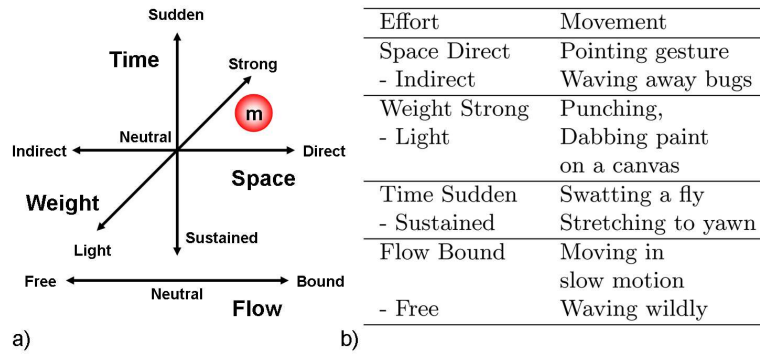 Sudden
Time
Strong
m
Neutral
Indirect
Direct
Space
Weight
Sustained
Light
Free
Neutral
Bound
Flow
a)
b)
Effort Movement
Space Direct Pointing gesture
- Indirect Waving away bugs
Weight Strong Punching,
- Light Dabbing paint
on a canvas
Time Sudden Swatting a fly
- Sustained Stretching to yawn
Flow Bound Moving in
slow motion
- Free Waving wildly